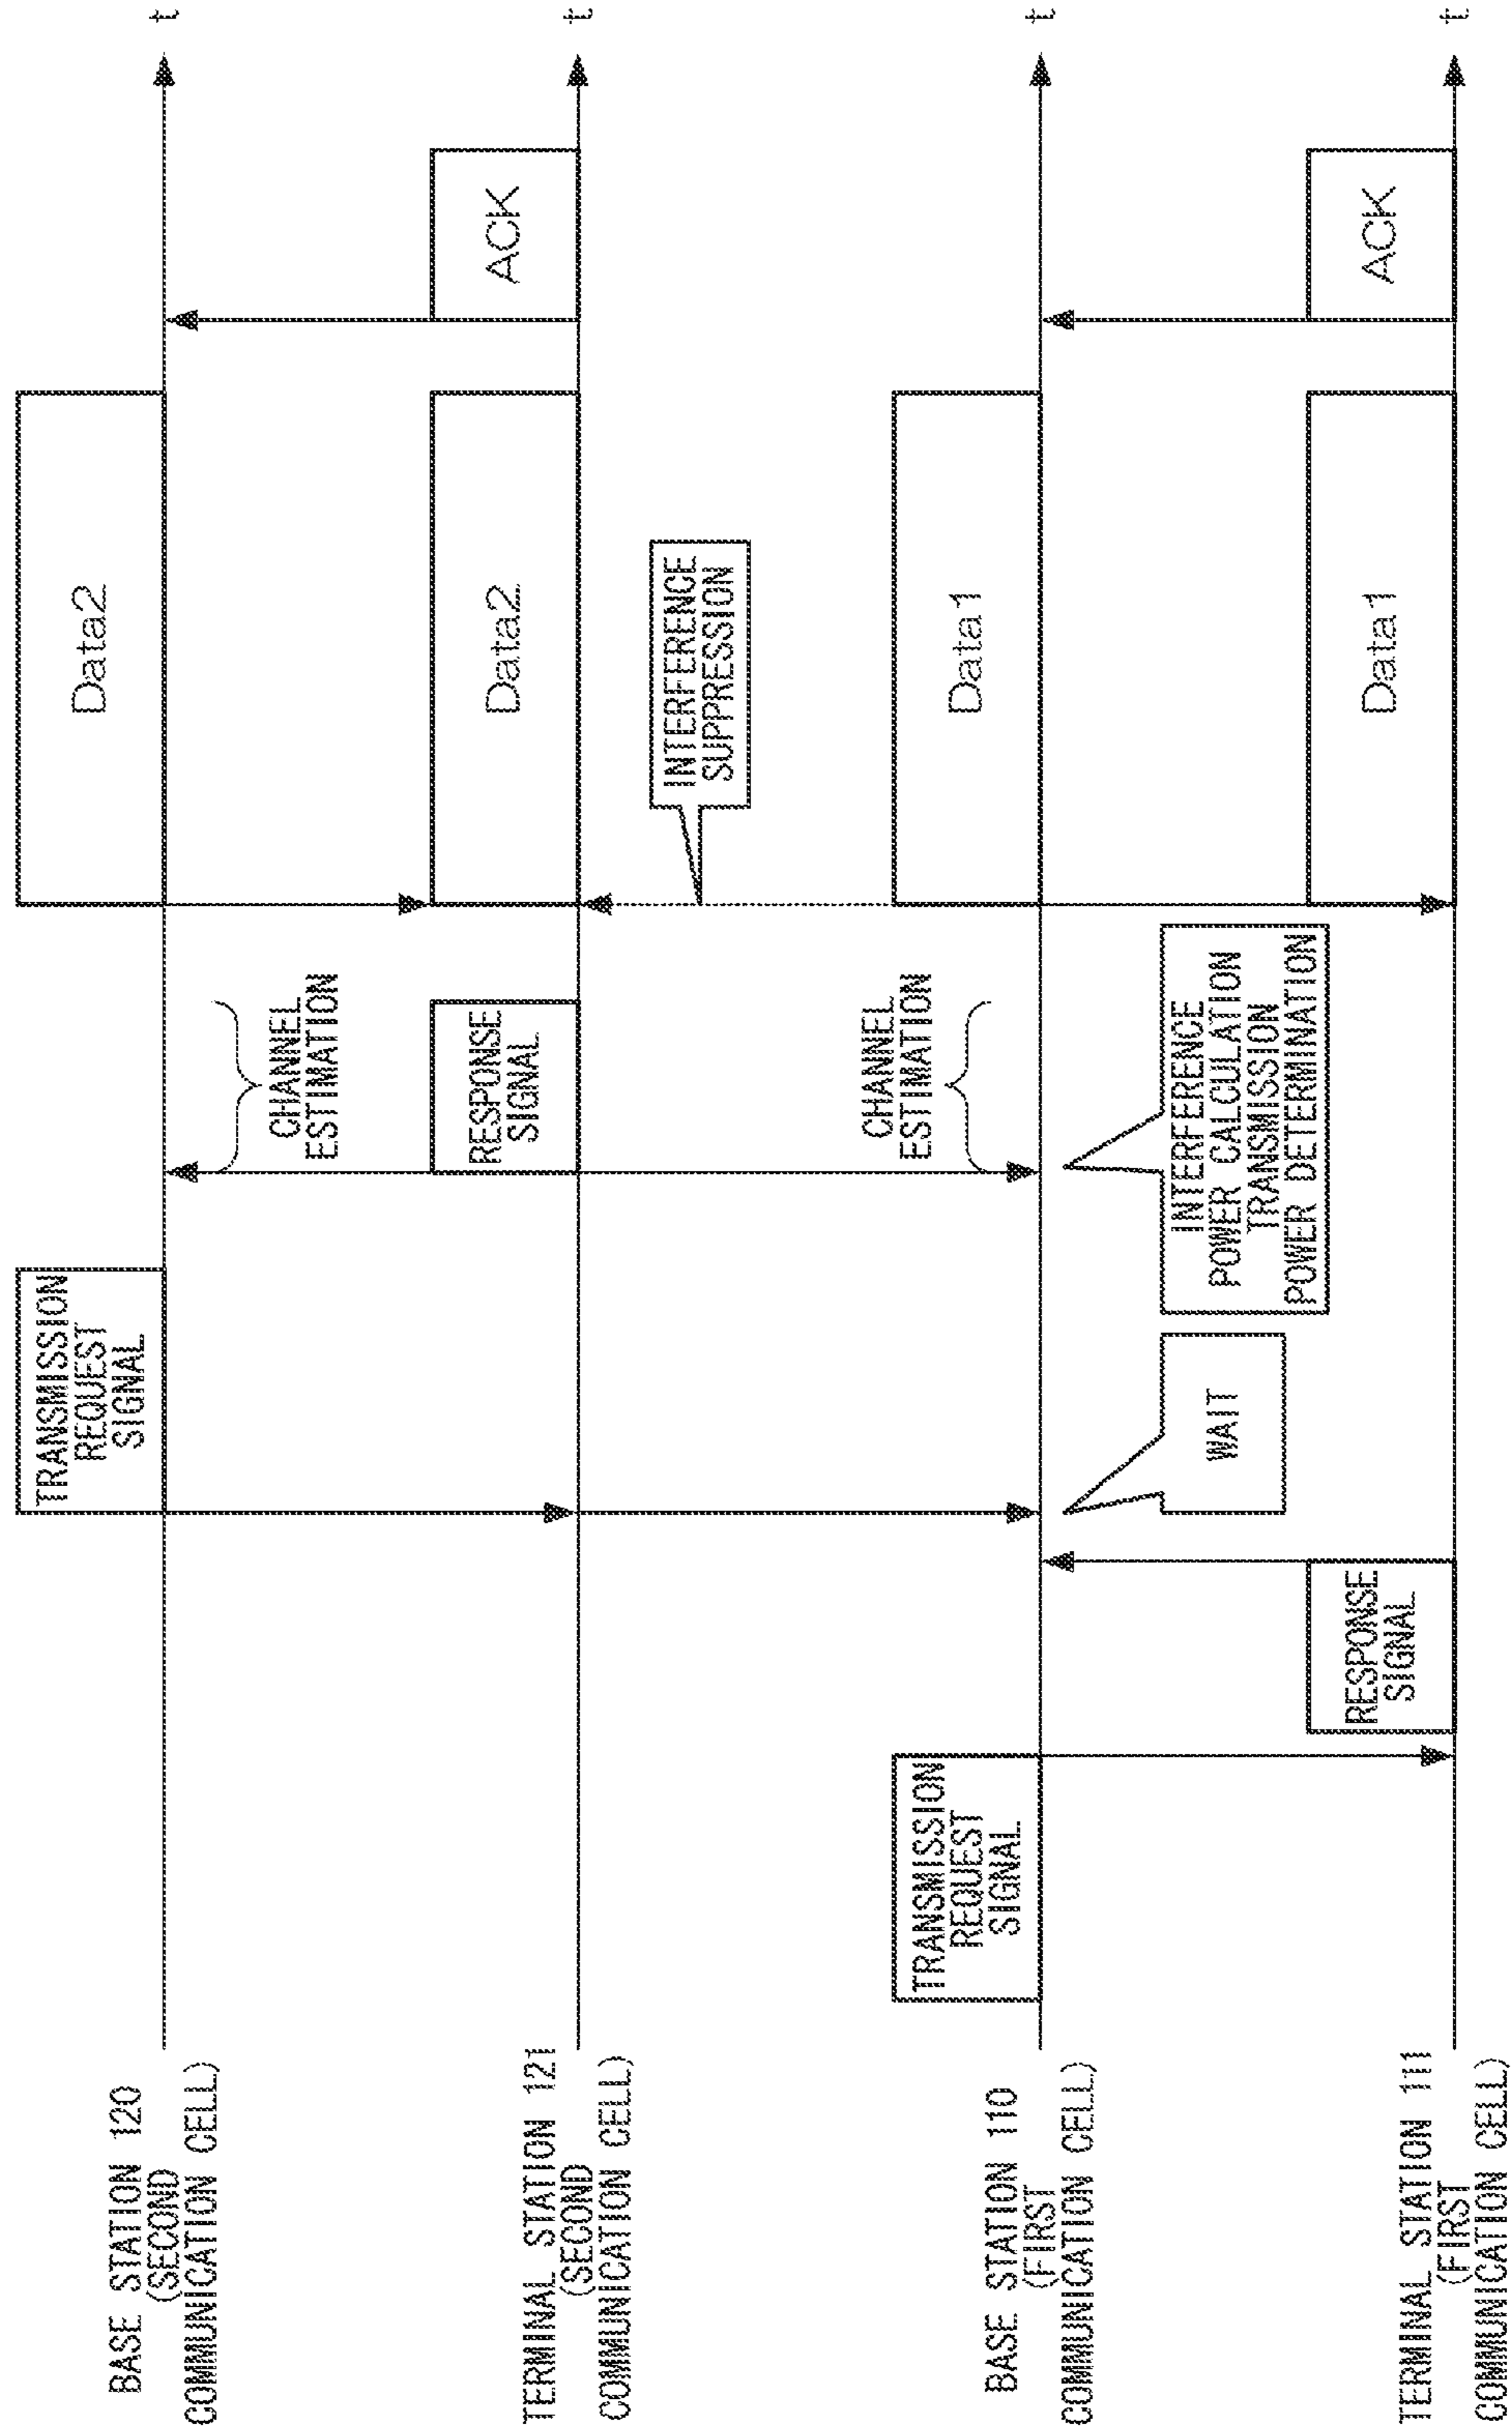 BASE STATION 120
(SECOND
COMMUNICATION CELL)
TRANSMISSION
REQUEST
SIGNAL
CHANNEL
ESTIMATION
Data2
t
TERMINAL STATION 121
(SECOND
COMMUNICATION CELL)
RESPONSE
SIGNAL
Data2
ACK
t
INTERFERENCE
SUPPRESSION
BASE STATION 110
(FIRST
COMMUNICATION CELL)
TRANSMISSION
REQUEST
SIGNAL
CHANNEL
ESTIMATION
Data1
t
WAIT
INTERFERENCE
POWER CALCULATION
TRANSMISSION
POWER DETERMINATION
TERMINAL STATION 111
(FIRST
COMMUNICATION CELL)
RESPONSE
SIGNAL
Data1
ACK
t